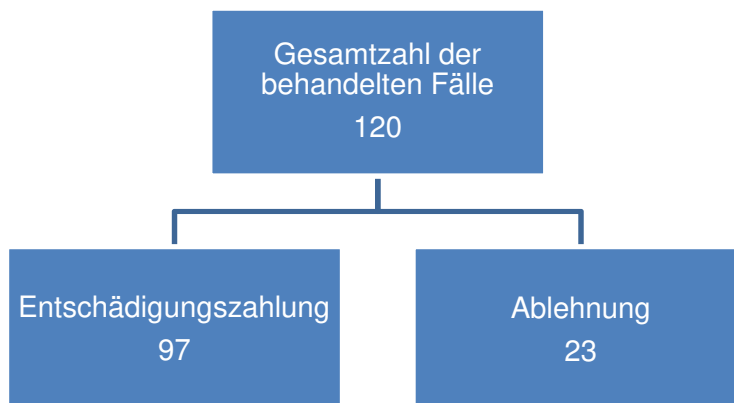 Gesamtzahl der
behandelten Fälle
120
Entschädigungszahlung
97
Ablehnung
23